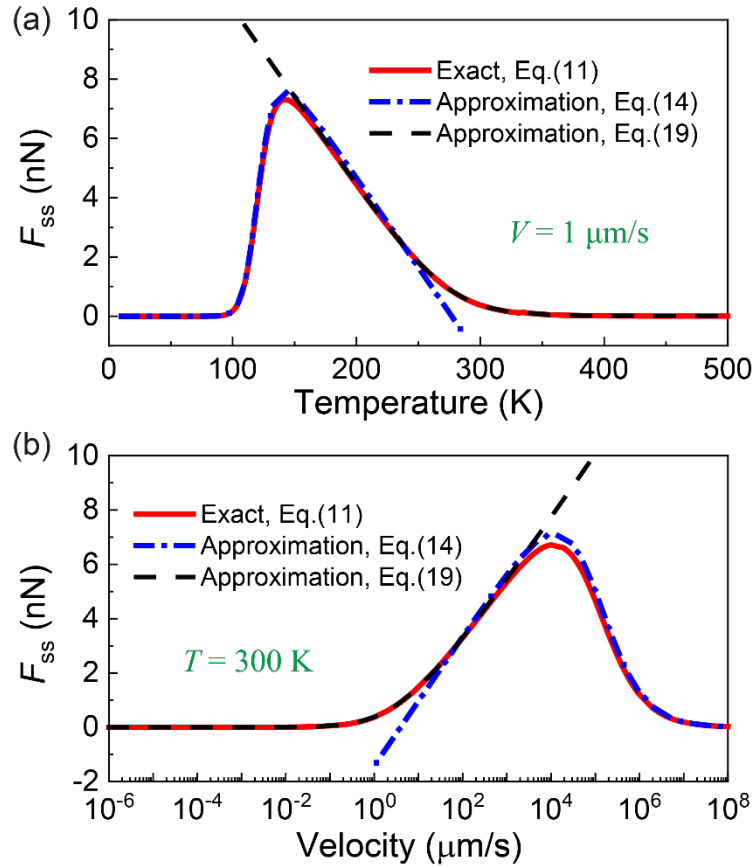 (a)
10
8
6
4
2
0
F_ss (nN)
Exact, Eq.(11)
Approximation, Eq.(14)
Approximation, Eq.(19)
V = 1 μm/s
0 100 200 300 400 500
Temperature (K)
(b)
10
8
6
4
2
0
-2
F_ss (nN)
Exact, Eq.(11)
Approximation, Eq.(14)
Approximation, Eq.(19)
T = 300 K
10^-6 10^-4 10^-2 10^0 10^2 10^4 10^6 10^8
Velocity (μm/s)